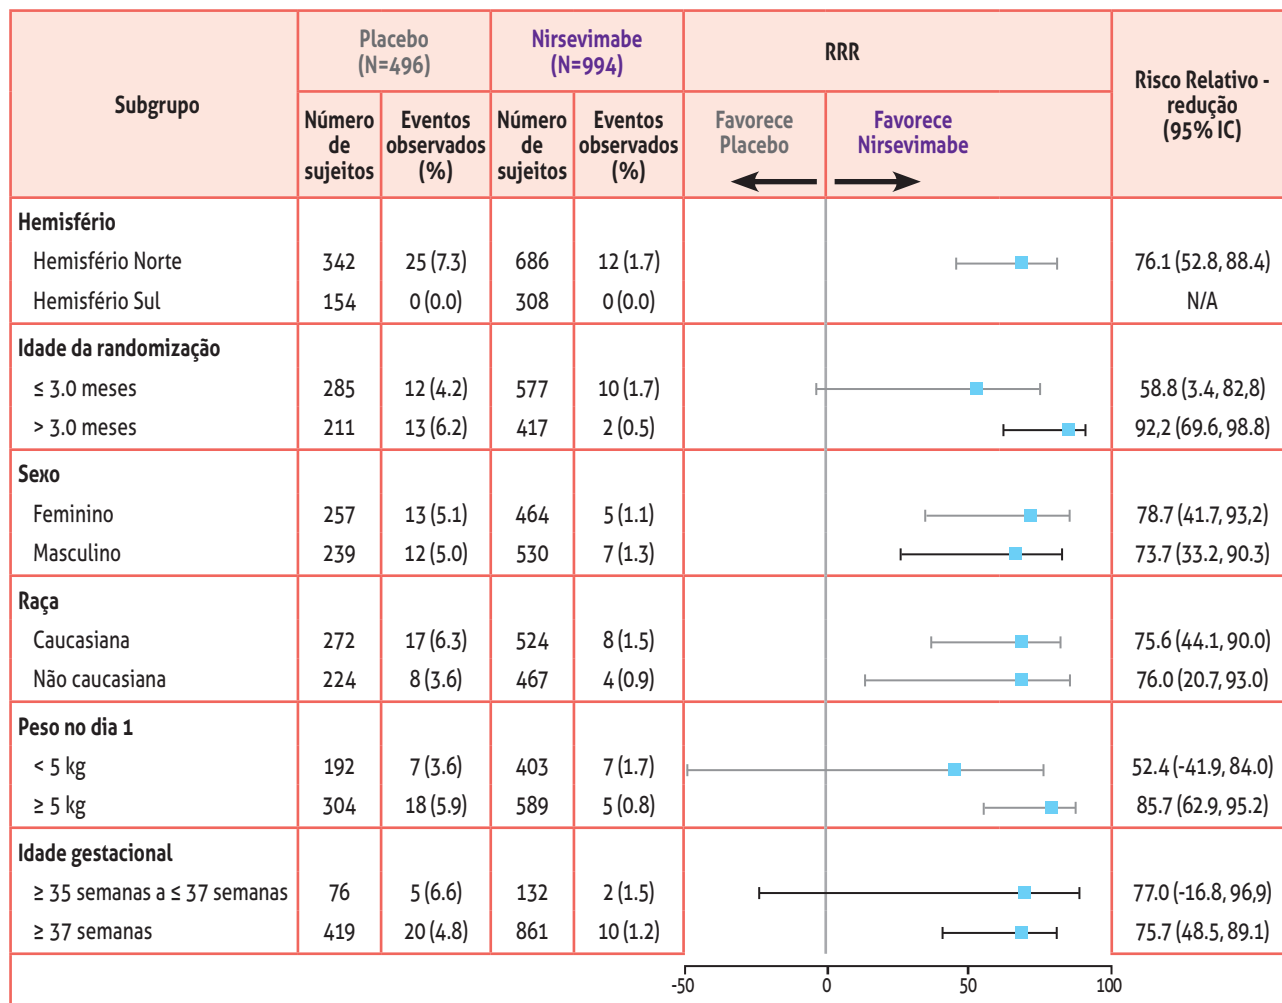 Subgrupo
Placebo
(N=496)
Nirsevimabe
(N=994)
RRR
Risco Relativo -
redução
(95% IC)
Número
de
sujeitos
Eventos
observados
(%)
Número
de
sujeitos
Eventos
observados
(%)
Favorece
Placebo
Favorece
Nirsevimabe
Hemisfério
Hemisfério Norte 342 25 (7.3) 686 12 (1.7) 76.1 (52.8, 88.4)
Hemisfério Sul 154 0 (0.0) 308 0 (0.0) N/A
Idade da randomização
≤ 3.0 meses 285 12 (4.2) 577 10 (1.7) 58.8 (3.4, 82,8)
> 3.0 meses 211 13 (6.2) 417 2 (0.5) 92,2 (69.6, 98.8)
Sexo
Feminino 257 13 (5.1) 464 5 (1.1) 78.7 (41.7, 93,2)
Masculino 239 12 (5.0) 530 7 (1.3) 73.7 (33.2, 90.3)
Raça
Caucasiana 272 17 (6.3) 524 8 (1.5) 75.6 (44.1, 90.0)
Não caucasiana 224 8 (3.6) 467 4 (0.9) 76.0 (20.7, 93.0)
Peso no dia 1
< 5 kg 192 7 (3.6) 403 7 (1.7) 52.4 (-41.9, 84.0)
≥ 5 kg 304 18 (5.9) 589 5 (0.8) 85.7 (62.9, 95.2)
Idade gestacional
≥ 35 semanas a ≤ 37 semanas 76 5 (6.6) 132 2 (1.5) 77.0 (-16.8, 96,9)
≥ 37 semanas 419 20 (4.8) 861 10 (1.2) 75.7 (48.5, 89.1)
-50 0 50 100